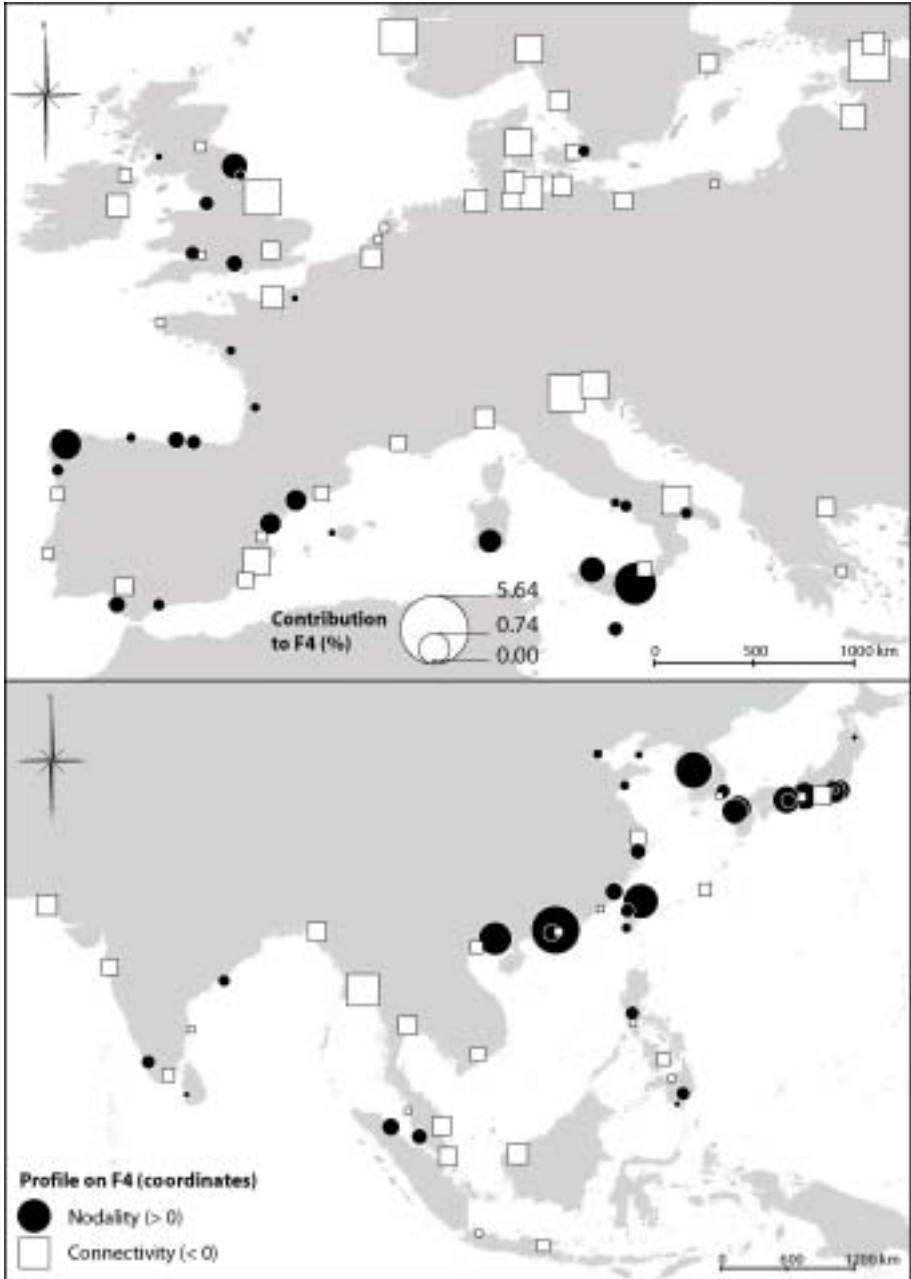 Contribution
to F4 (%)
5.64
0.74
0.00
0 500 1000 km
Profile on F4 (coordinates)
Nodality (> 0)
Connectivity (< 0)
0 600 1200 km